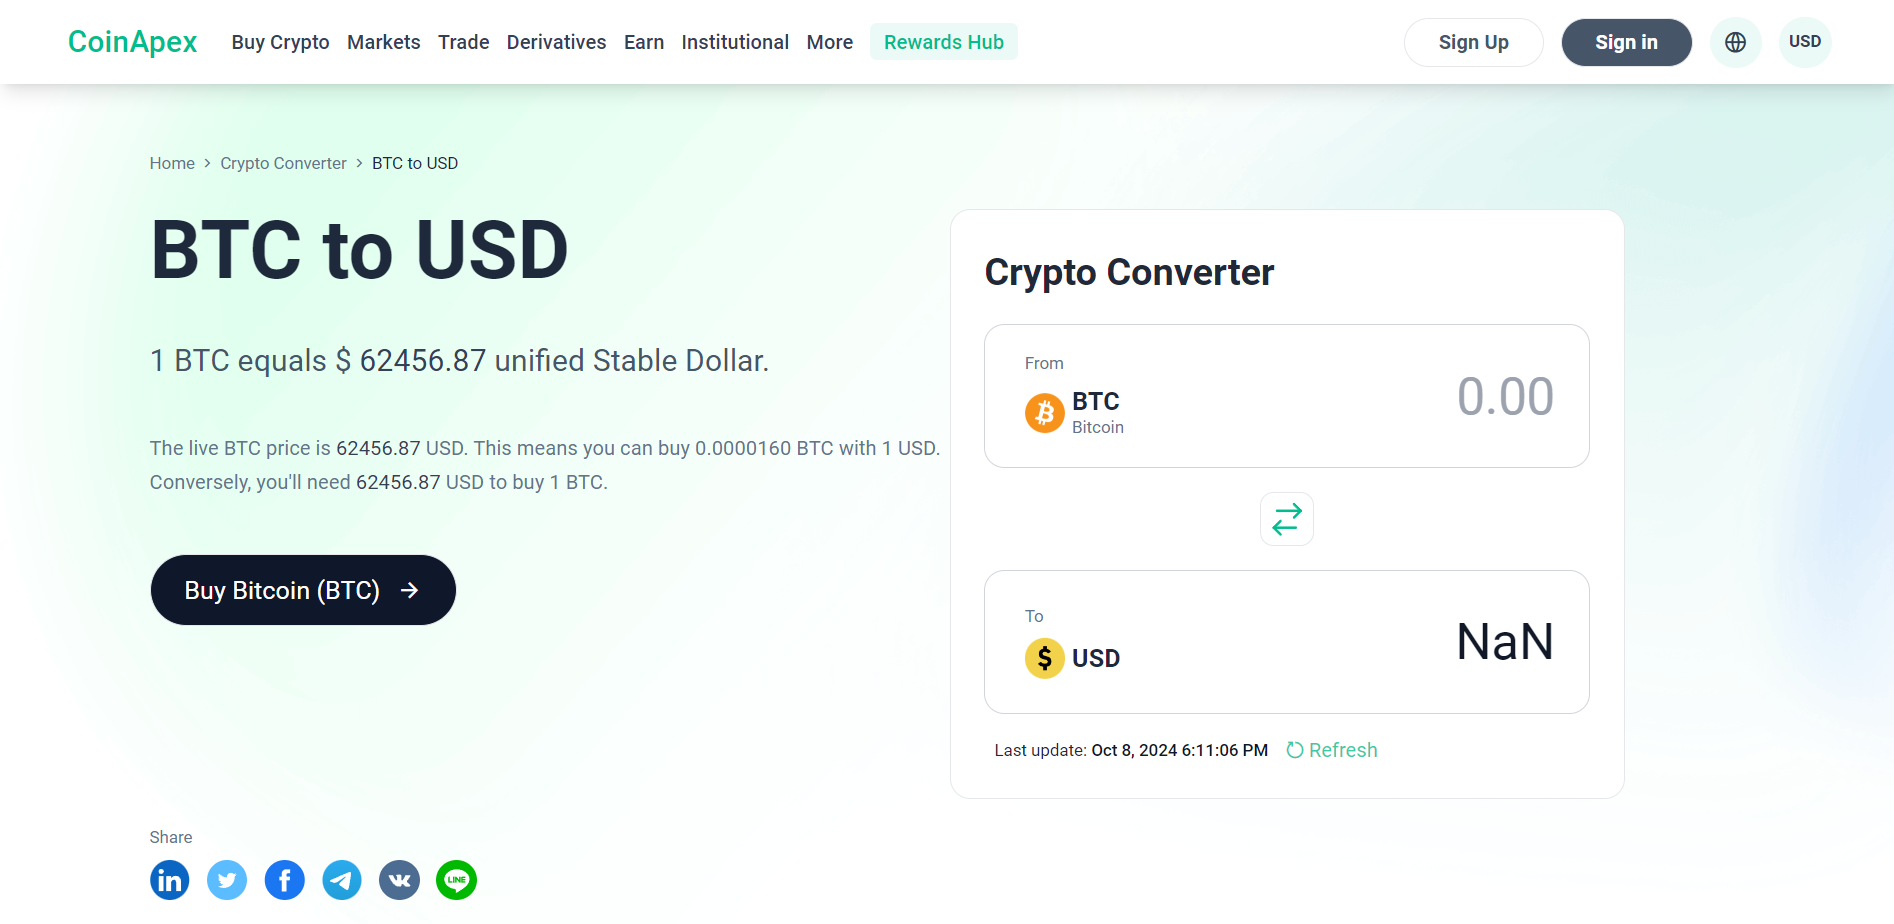 CoinApex Buy Crypto Markets Trade Derivatives Earn Institutional More Rewards Hub Sign Up Sign in USD
Home > Crypto Converter > BTC to USD
BTC to USD
1 BTC equals $ 62456.87 unified Stable Dollar.
The live BTC price is 62456.87 USD. This means you can buy 0.0000160 BTC with 1 USD.
Conversely, you'll need 62456.87 USD to buy 1 BTC.
Buy Bitcoin (BTC) →
Crypto Converter
From
BTC
Bitcoin
0.00
To
$ USD
NaN
Last update: Oct 8, 2024 6:11:06 PM Refresh
Share
in f VK LINE